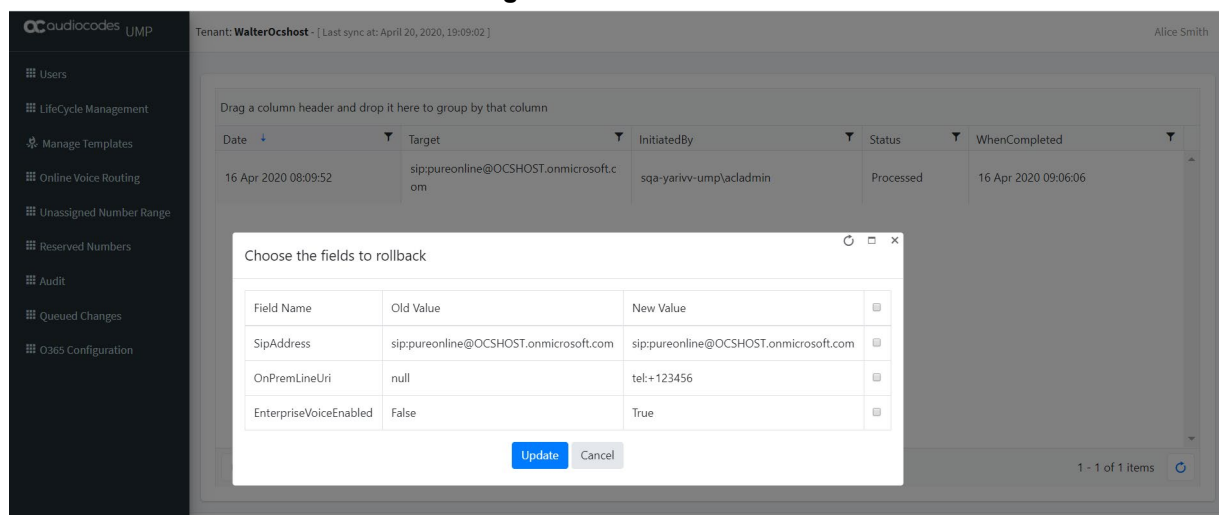 audiocodes UMP
Tenant: WalterOcshost - [ Last sync at: April 20, 2020, 19:09:02 ]
Alice Smith
Users
LifeCycle Management
Manage Templates
Online Voice Routing
Unassigned Number Range
Reserved Numbers
Audit
Queued Changes
O365 Configuration
Drag a column header and drop it here to group by that column
Date Target InitiatedBy Status WhenCompleted
16 Apr 2020 08:09:52 sip:pureonline@OCSHOST.onmicrosoft.c
om sqa-yarivv-ump\acladmin Processed 16 Apr 2020 09:06:06
Choose the fields to rollback
Field Name Old Value New Value
SipAddress sip:pureonline@OCSHOST.onmicrosoft.com sip:pureonline@OCSHOST.onmicrosoft.com
OnPremLineUri null tel:+123456
EnterpriseVoiceEnabled False True
Update Cancel
1 - 1 of 1 items